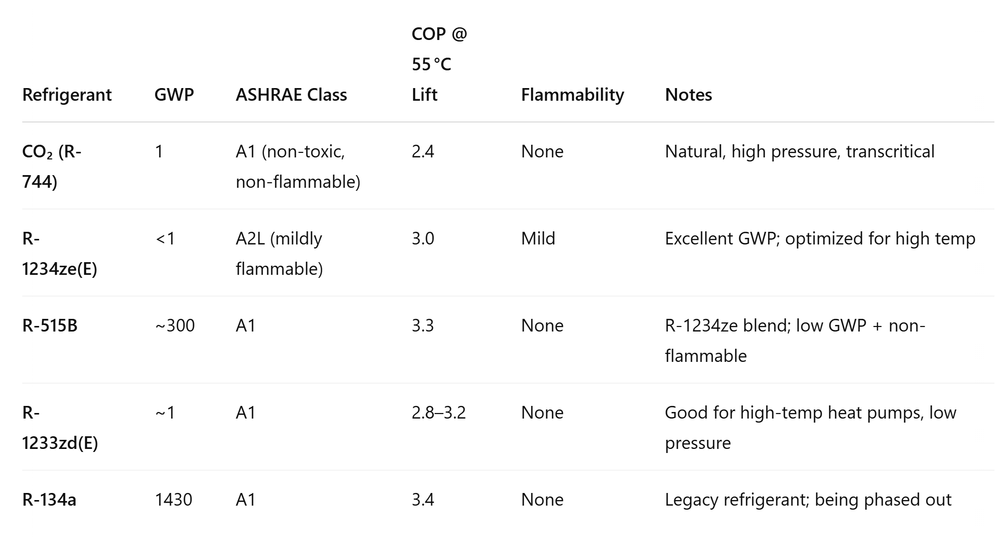 COP @
55 °C
Refrigerant GWP ASHRAE Class Lift Flammability Notes
CO₂ (R- 1 A1 (non-toxic, 2.4 None Natural, high pressure, transcritical
744) non-flammable)
R- <1 A2L (mildly 3.0 Mild Excellent GWP; optimized for high temp
1234ze(E) flammable)
R-515B ~300 A1 3.3 None R-1234ze blend; low GWP + non-
flammable
R- ~1 A1 2.8–3.2 None Good for high-temp heat pumps, low
1233zd(E) pressure
R-134a 1430 A1 3.4 None Legacy refrigerant; being phased out